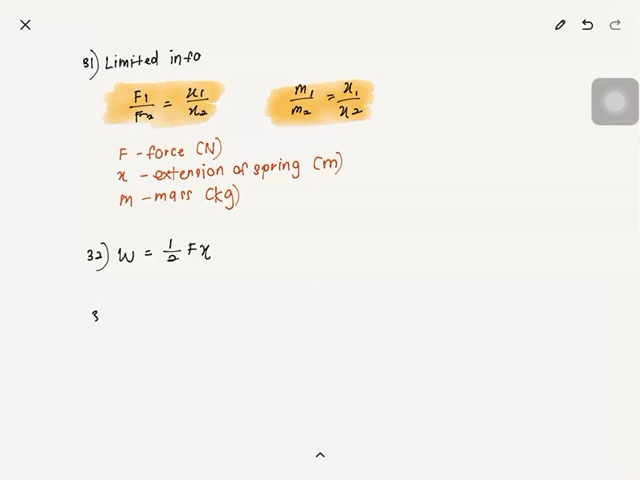 31) Limited info
F1/F2 = x1/x2    m1/m2 = x1/x2
F - force (N)
x - extension of spring (m)
m - mass (kg)
32) W = 1/2 Fx
3